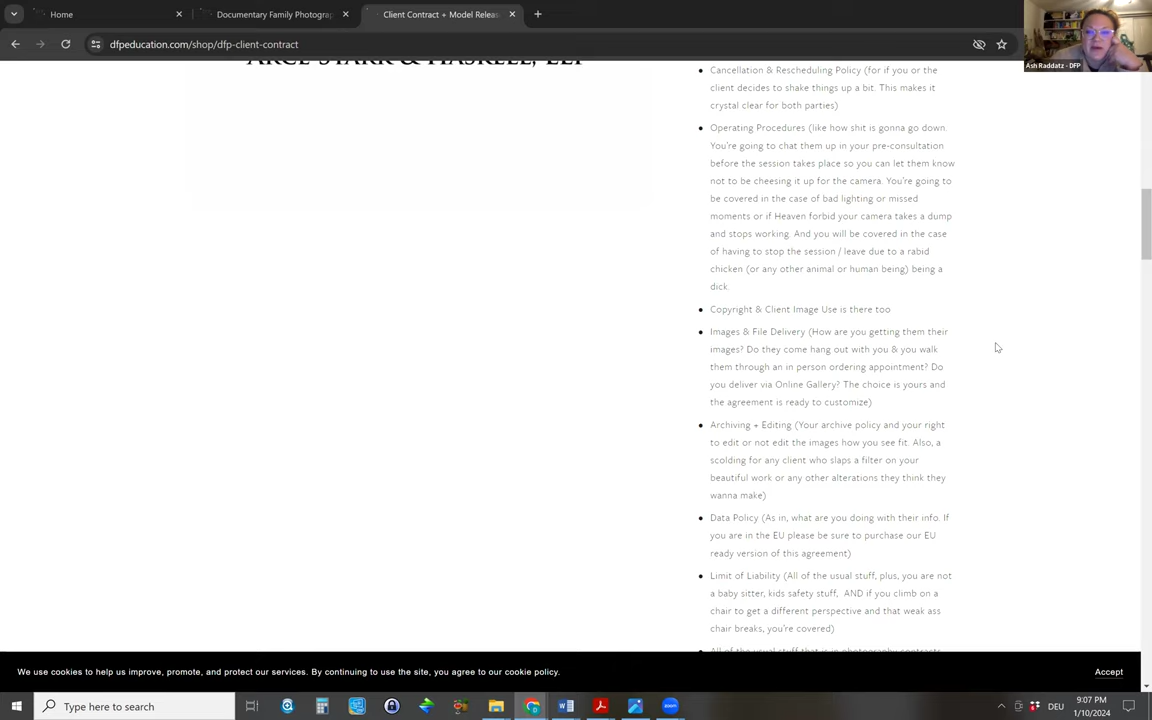 Home
Documentary Family Photograp
Client Contract + Model Releas
dfpeducation.com/shop/dfp-client-contract
Ash Raddatz - DFP
ARCE STARK & HASKELL, LLP
Cancellation & Rescheduling Policy (for if you or the
client decides to shake things up a bit. This makes it
crystal clear for both parties)
Operating Procedures (like how shit is gonna go down.
You're going to chat them up in your pre-consultation
before the session takes place so you can let them know
not to be cheesing it up for the camera. You're going to
be covered in the case of bad lighting or missed
moments or if Heaven forbid your camera takes a dump
and stops working. And you will be covered in the case
of having to stop the session / leave due to a rabid
chicken (or any other animal or human being) being a
dick.
Copyright & Client Image Use is there too
Images & File Delivery (How are you getting them their
images? Do they come hang out with you & you walk
them through an in person ordering appointment? Do
you deliver via Online Gallery? The choice is yours and
the agreement is ready to customize)
Archiving + Editing (Your archive policy and your right
to edit or not edit the images how you see fit. Also, a
scolding for any client who slaps a filter on your
beautiful work or any other alterations they think they
wanna make)
Data Policy (As in, what are you doing with their info. If
you are in the EU please be sure to purchase our EU
ready version of this agreement)
Limit of Liability (All of the usual stuff, plus, you are not
a baby sitter, kids safety stuff, AND if you climb on a
chair to get a different perspective and that weak ass
chair breaks, you're covered)
All of the usual stuff that is in photography contracts
We use cookies to help us improve, promote, and protect our services. By continuing to use the site, you agree to our cookie policy.
Accept
Type here to search
zoom
DEU
9:07 PM
1/10/2024